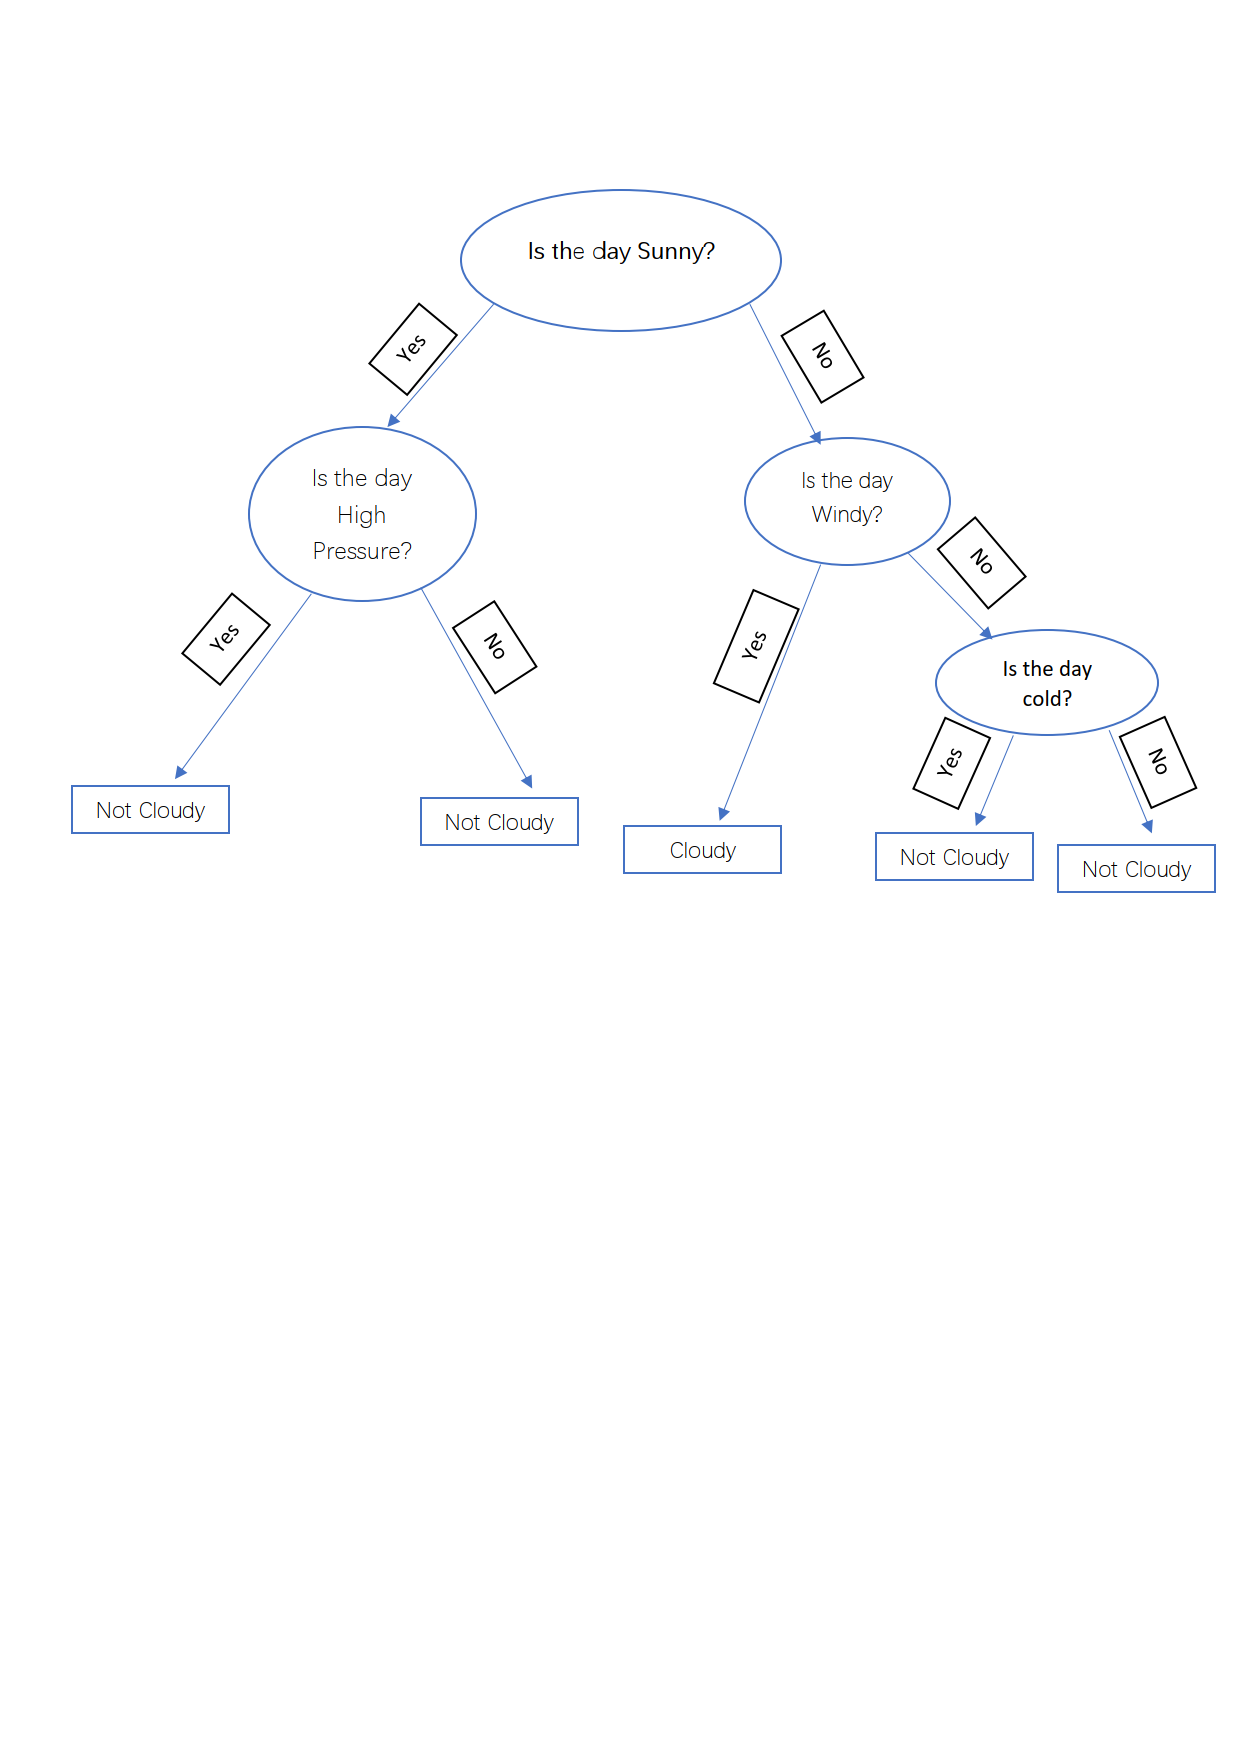 Is the day Sunny?
Yes
No
Is the day
High
Pressure?
Is the day
Windy?
No
Yes
No
Yes
Is the day
cold?
Yes
No
Not Cloudy
Not Cloudy
Cloudy
Not Cloudy
Not Cloudy